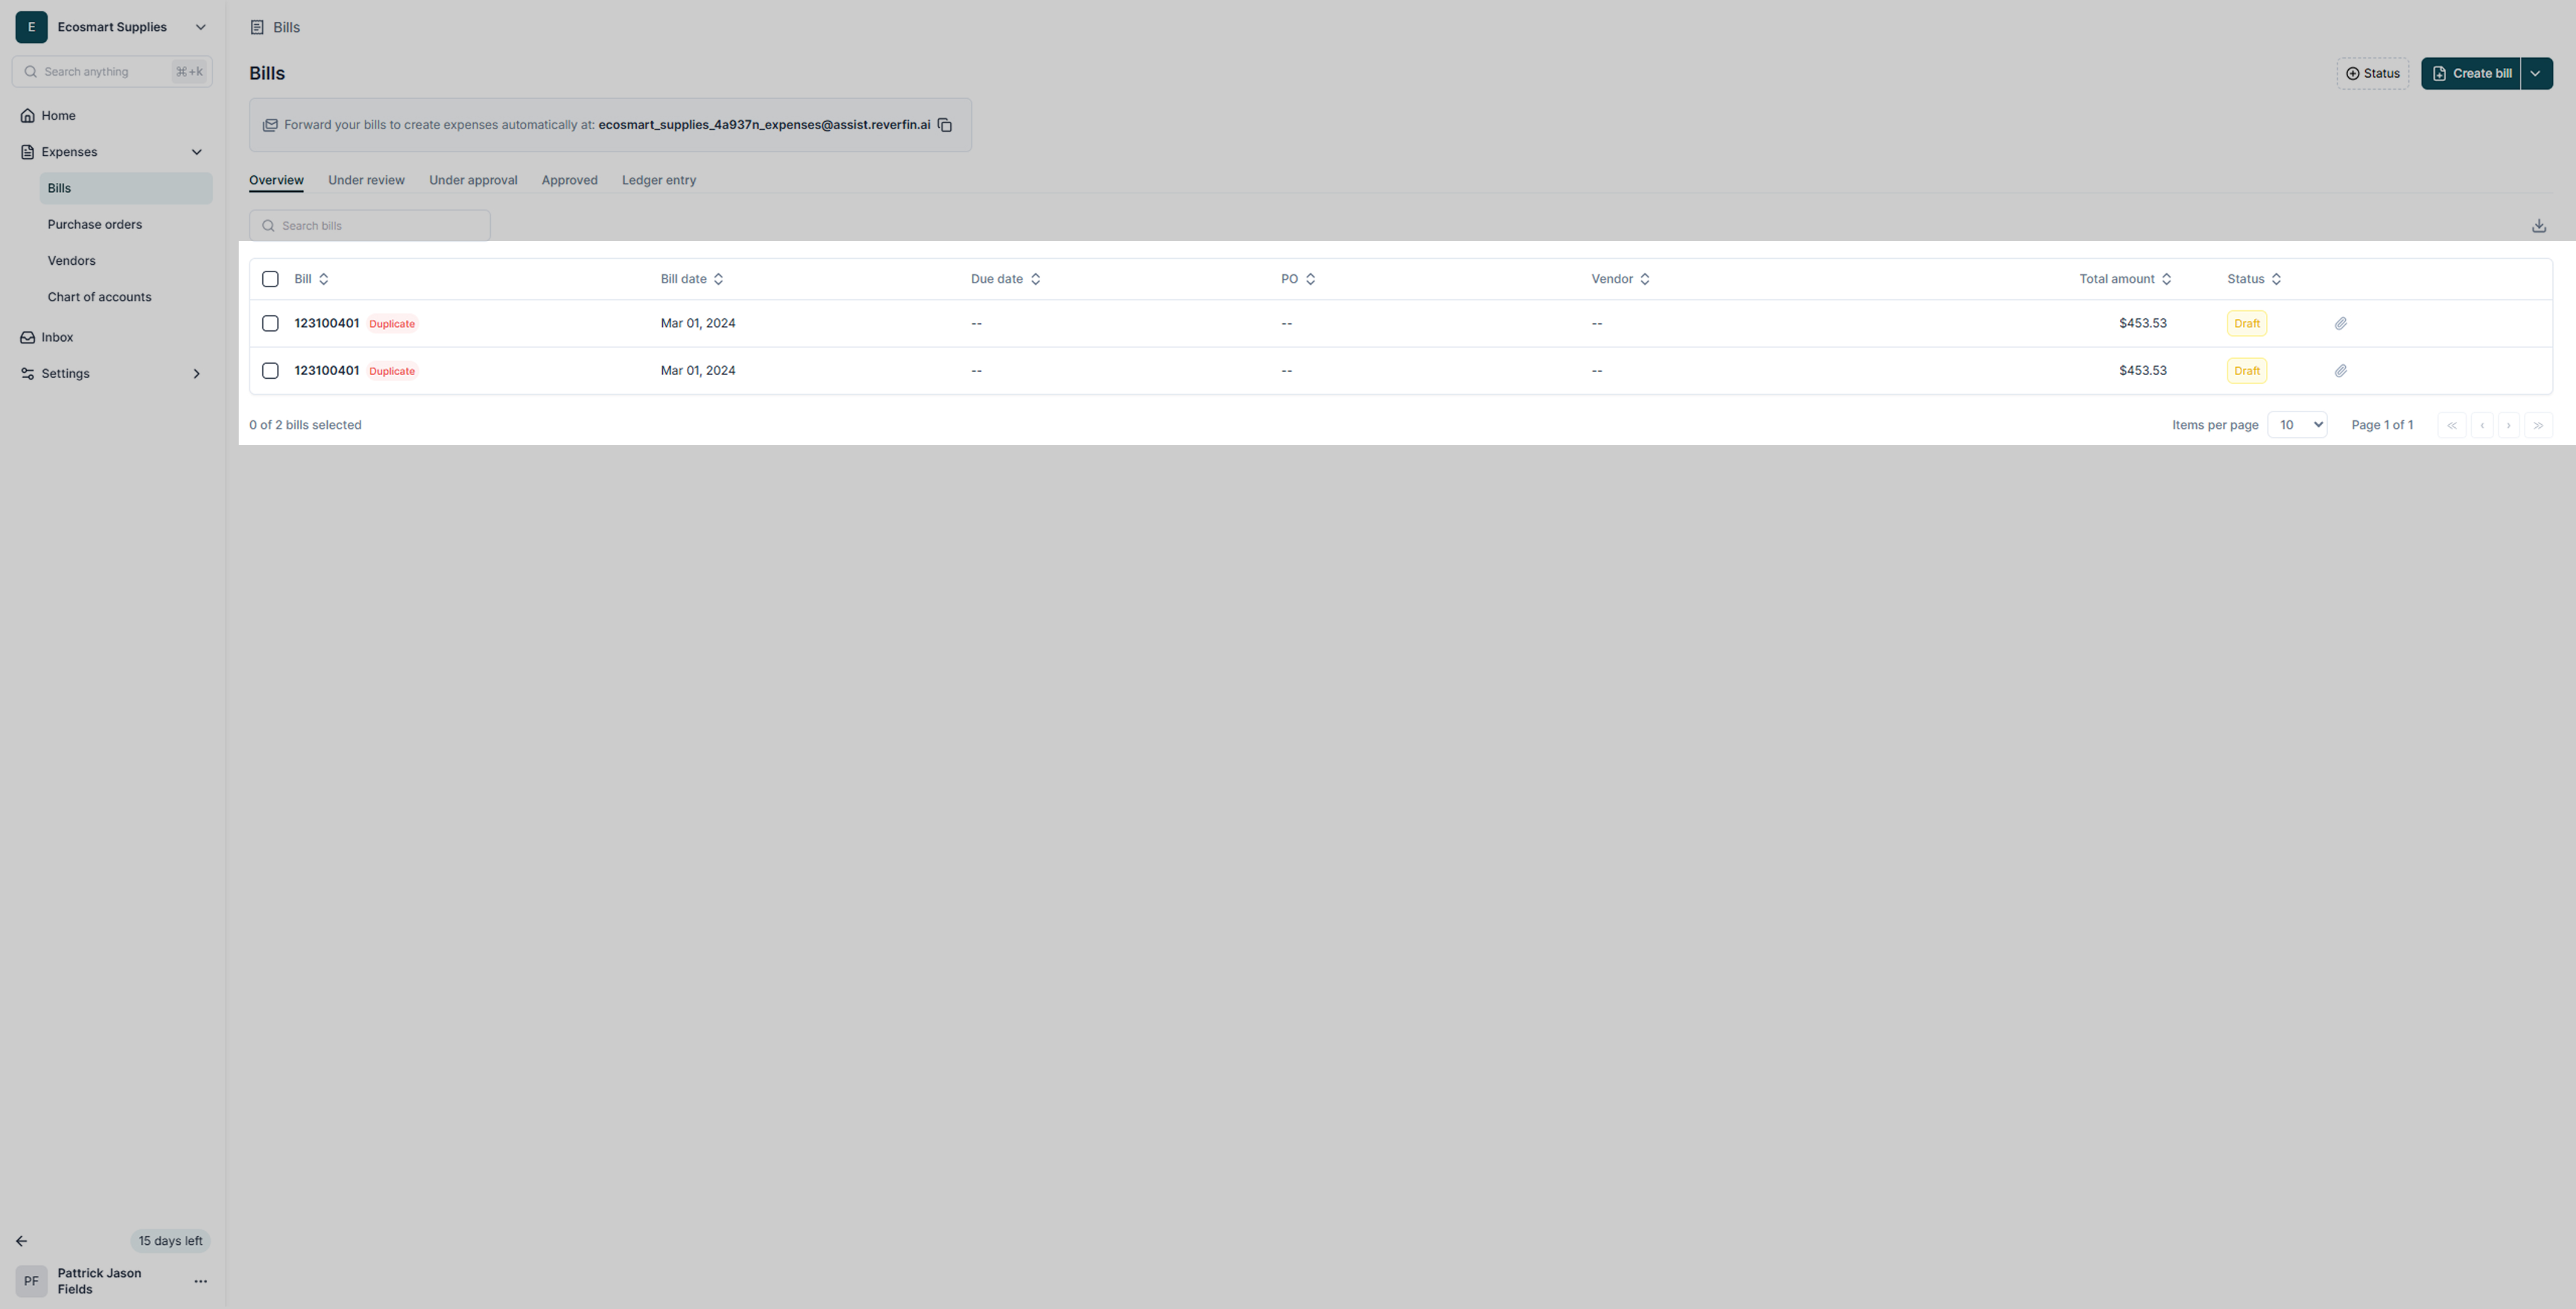 E
Ecosmart Supplies
Search anything ⌘+k
Home
Expenses
Bills
Purchase orders
Vendors
Chart of accounts
Inbox
Settings
15 days left
PF
Pattrick Jason
Fields
Bills
Bills
Status
Create bill
Forward your bills to create expenses automatically at: ecosmart_supplies_4a937n_expenses@assist.reverfin.ai
Overview Under review Under approval Approved Ledger entry
Search bills
Bill Bill date Due date PO Vendor Total amount Status
123100401 Duplicate Mar 01, 2024 -- -- -- $453.53 Draft
123100401 Duplicate Mar 01, 2024 -- -- -- $453.53 Draft
0 of 2 bills selected Items per page 10 Page 1 of 1 « ‹ › »